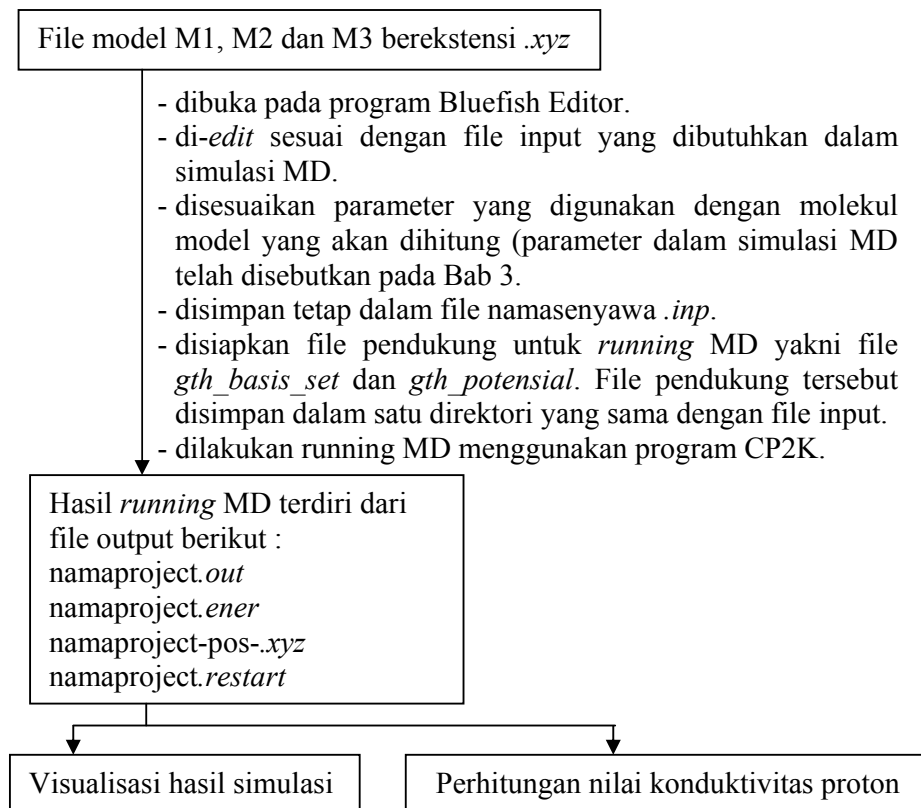 File model M1, M2 dan M3 berekstensi .xyz
- dibuka pada program Bluefish Editor.
- di-edit sesuai dengan file input yang dibutuhkan dalam
simulasi MD.
- disesuaikan parameter yang digunakan dengan molekul
model yang akan dihitung (parameter dalam simulasi MD
telah disebutkan pada Bab 3.
- disimpan tetap dalam file namasenyawa .inp.
- disiapkan file pendukung untuk running MD yakni file
gth_basis_set dan gth_potensial. File pendukung tersebut
disimpan dalam satu direktori yang sama dengan file input.
- dilakukan running MD menggunakan program CP2K.
Hasil running MD terdiri dari
file output berikut :
namaproject.out
namaproject.ener
namaproject-pos-.xyz
namaproject.restart
Visualisasi hasil simulasi
Perhitungan nilai konduktivitas proton